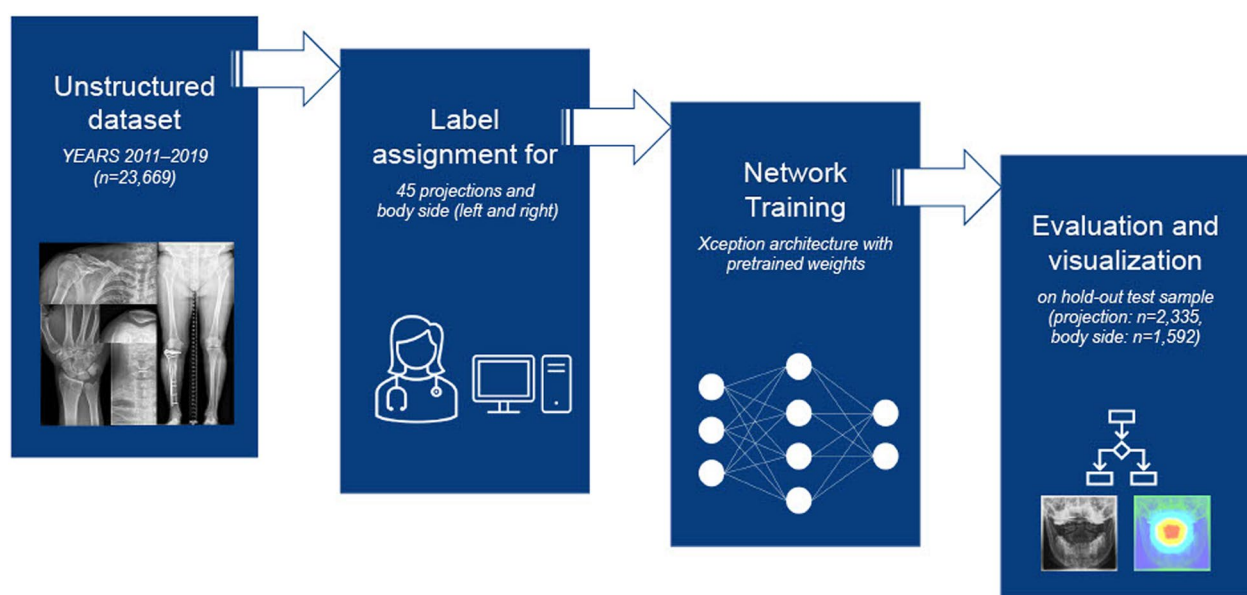 Unstructured
dataset
YEARS 2011–2019
(n=23,669)
Label
assignment for
45 projections and
body side (left and right)
Network
Training
Xception architecture with
pretrained weights
Evaluation and
visualization
on hold-out test sample
(projection: n=2,335,
body side: n=1,592)